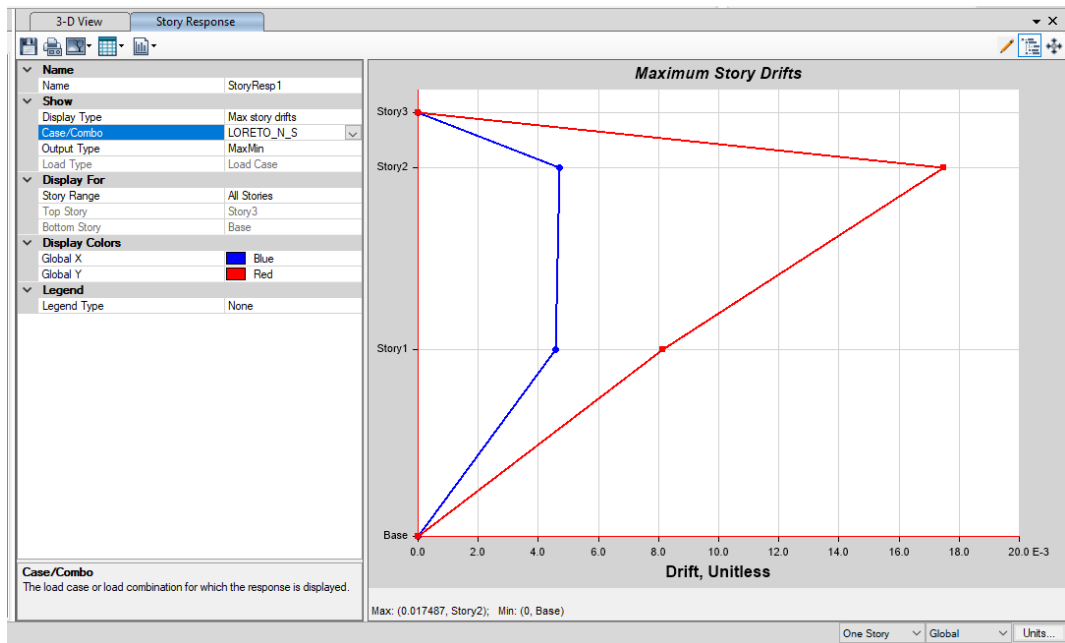 3-D View
Story Response
Name
Name StoryResp1
Show
Display Type Max story drifts
Case/Combo LORETO_N_S
Output Type MaxMin
Load Type Load Case
Display For
Story Range All Stories
Top Story Story3
Bottom Story Base
Display Colors
Global X Blue
Global Y Red
Legend
Legend Type None
Case/Combo
The load case or load combination for which the response is displayed.
Maximum Story Drifts
Story3
Story2
Story1
Base
0.0 2.0 4.0 6.0 8.0 10.0 12.0 14.0 16.0 18.0 20.0 E-3
Drift, Unitless
Max: (0.017487, Story2); Min: (0, Base)
One Story Global Units...